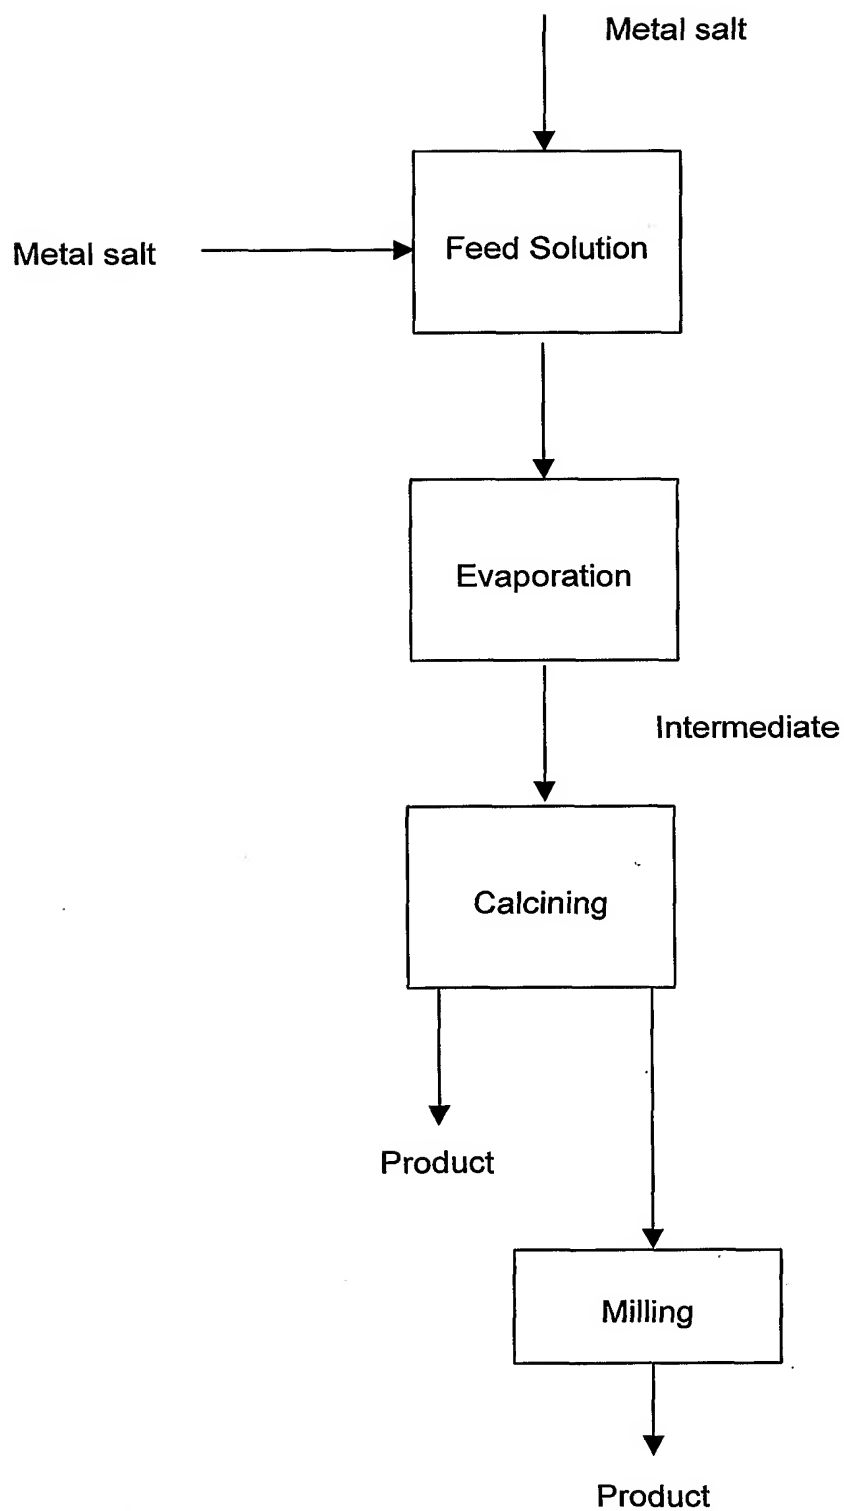 Metal salt
Metal salt
Feed Solution
Evaporation
Intermediate
Calcining
Product
Milling
Product